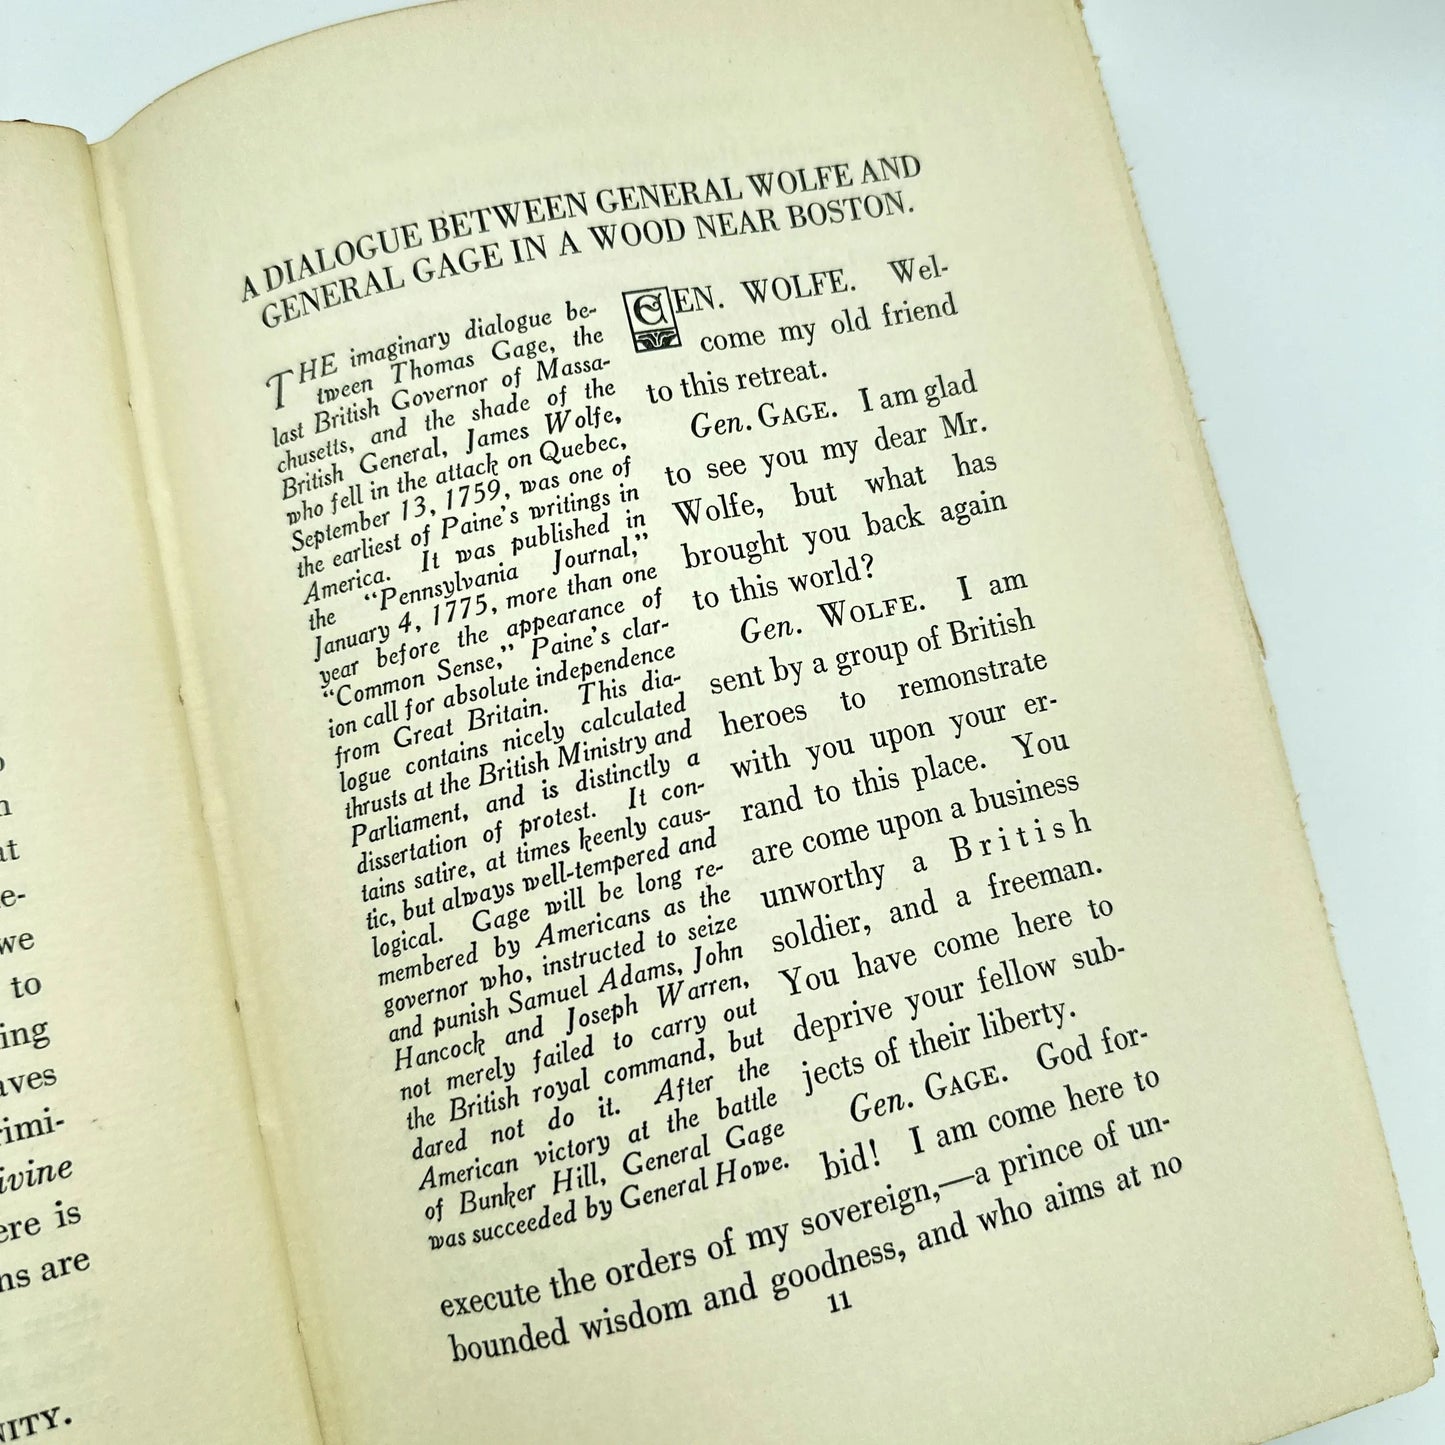 o
n
at
e-
we
to
ing
aves
rimi-
ivine
ere is
ns are
NITY.
A DIALOGUE BETWEEN GENERAL WOLFE AND
GENERAL GAGE IN A WOOD NEAR BOSTON.
THE imaginary dialogue be-
tween Thomas Gage, the
last British Governor of Massa-
chusetts, and the shade of the
British General, James Wolfe,
who fell in the attack on Quebec,
September 13, 1759, was one of
the earliest of Paine's writings in
America. It was published in
the "Pennsylvania Journal,"
January 4, 1775, more than one
year before the appearance of
"Common Sense," Paine's clar-
ion call for absolute independence
from Great Britain. This dia-
logue contains nicely calculated
thrusts at the British Ministry and
Parliament, and is distinctly a
dissertation of protest. It con-
tains satire, at times keenly caus-
tic, but always well-tempered and
logical. Gage will be long re-
membered by Americans as the
governor who, instructed to seize
and punish Samuel Adams, John
Hancock and Joseph Warren,
not merely failed to carry out
the British royal command, but
dared not do it. After the
American victory at the battle
of Bunker Hill, General Gage
was succeeded by General Howe.
GEN. WOLFE. Wel-
come my old friend
to this retreat.
Gen. GAGE. I am glad
to see you my dear Mr.
Wolfe, but what has
brought you back again
to this world?
Gen. WOLFE. I am
sent by a group of British
heroes to remonstrate
with you upon your er-
rand to this place. You
are come upon a business
unworthy a British
soldier, and a freeman.
You have come here to
deprive your fellow sub-
jects of their liberty.
Gen. GAGE. God for-
bid! I am come here to
execute the orders of my sovereign,—a prince of un-
bounded wisdom and goodness, and who aims at no
11